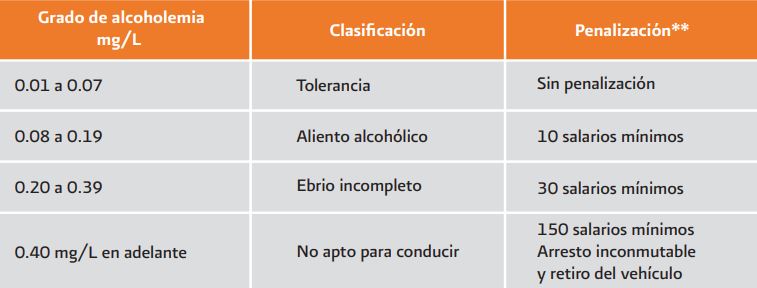 Grado de alcoholemia
mg/L
Clasificación
Penalización**
0.01 a 0.07
Tolerancia
Sin penalización
0.08 a 0.19
Aliento alcohólico
10 salarios mínimos
0.20 a 0.39
Ebrio incompleto
30 salarios mínimos
0.40 mg/L en adelante
No apto para conducir
150 salarios mínimos
Arresto inconmutable
y retiro del vehículo